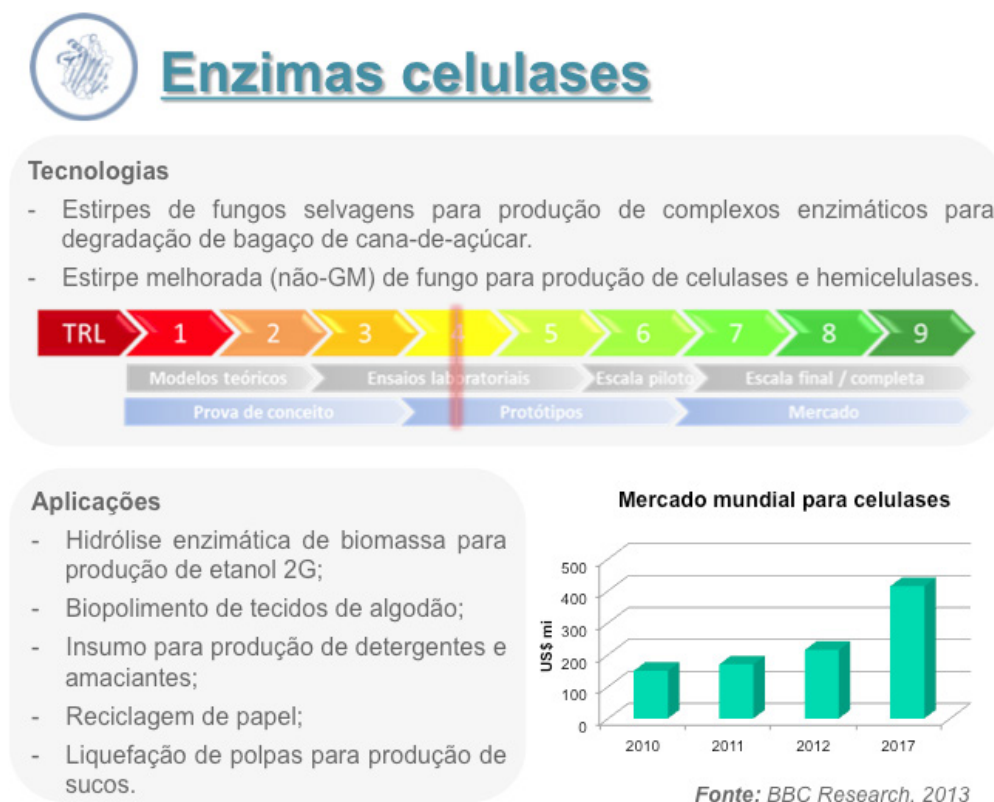 Enzimas celulases
Tecnologias
- Estirpes de fungos selvagens para produção de complexos enzimáticos para
degradação de bagaço de cana-de-açúcar.
- Estirpe melhorada (não-GM) de fungo para produção de celulases e hemicelulases.
TRL 1 2 3 4 5 6 7 8 9
Modelos teóricos Ensaios laboratoriais Escala piloto Escala final / completa
Prova de conceito Protótipos Mercado
Aplicações
- Hidrólise enzimática de biomassa para
produção de etanol 2G;
- Biopolimento de tecidos de algodão;
- Insumo para produção de detergentes e
amaciantes;
- Reciclagem de papel;
- Liquefação de polpas para produção de
sucos.
Mercado mundial para celulases
US$ mi
500
400
300
200
100
0
2010 2011 2012 2017
Fonte: BBC Research, 2013